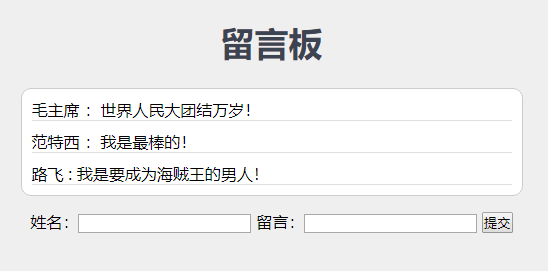 留言板
毛主席 ：世界人民大团结万岁！
范特西 ：我是最棒的！
路飞 : 我是要成为海贼王的男人！
姓名： 留言： 提交